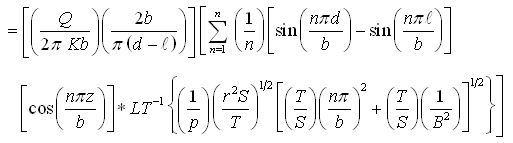 = [(Q / 2π Kb)(2b / π(d − ℓ))] [∑_{n=1}^{n} (1/n) [sin(nπd / b) − sin(nπℓ / b)]
[cos(nπz / b)] * LT⁻¹ {(1/p)(r²S / T)^{1/2} [(T/S)(nπ / b)² + (T/S)(1 / B²)]^{1/2}}]